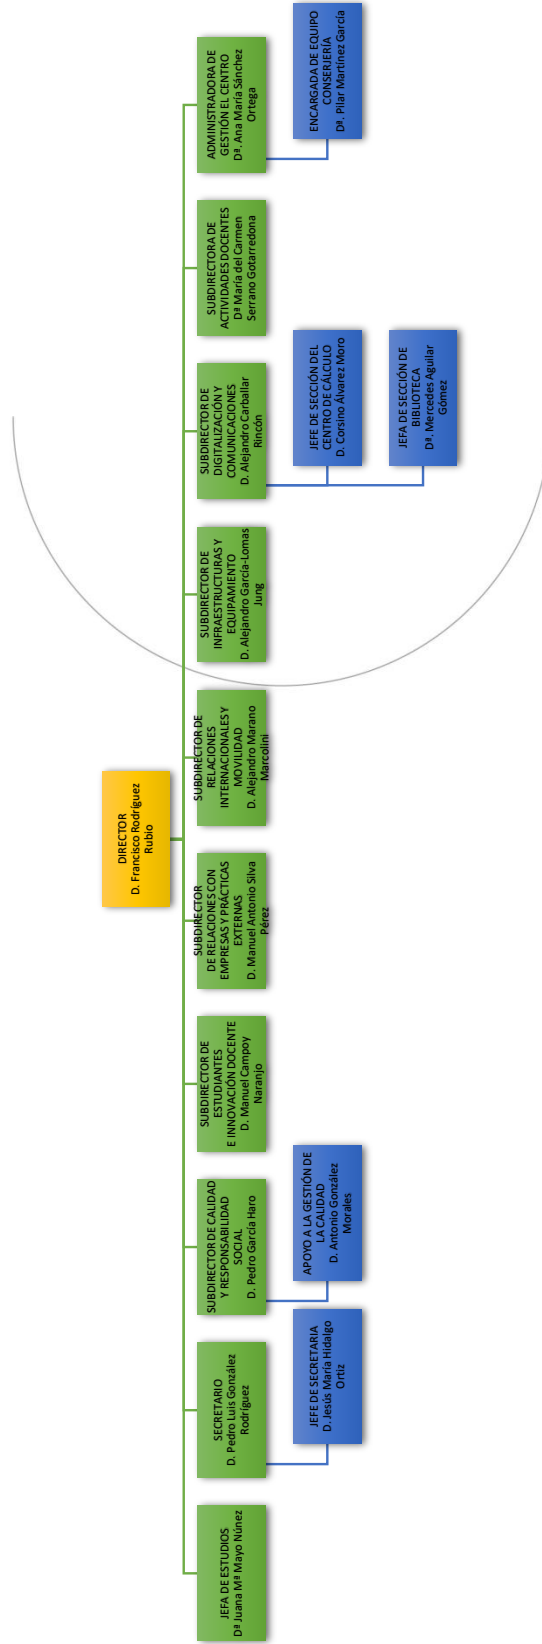 DIRECTOR
D. Francisco Rodríguez
Rubio
JEFA DE ESTUDIOS
Dª Juana Mª Mayo Núnez
SECRETARIO
D. Pedro Luis González
Rodríguez
JEFE DE SECRETARIA
D. Jesús María Hidalgo
Ortiz
SUBDIRECTOR DE CALIDAD
Y RESPONSABILIDAD
SOCIAL
D. Pedro García Haro
APOYO A LA GESTIÓN DE
LA CALIDAD
D. Antonio González
Morales
SUBDIRECTOR DE
ESTUDIANTES
E INNOVACIÓN DOCENTE
D. Manuel Campoy
Naranjo
SUBDIRECTOR
DE RELACIONES CON
EMPRESAS Y PRÁCTICAS
EXTERNAS
D. Manuel Antonio Silva
Pérez
SUBDIRECTOR DE
RELACIONES
INTERNACIONALES Y
MOVILIDAD
D. Alejandro Marano
Marcolini
SUBDIRECTOR DE
INFRAESTRUCTURAS Y
EQUIPAMIENTO
D. Alejandro García-Lomas
Jung
SUBDIRECTOR DE
DIGITALIZACIÓN Y
COMUNICACIONES
D. Alejandro Carballar
Rincón
JEFE DE SECCIÓN DEL
CENTRO DE CÁLCULO
D. Corsino Álvarez Moro
JEFA DE SECCIÓN DE
BIBLIOTECA
Dª. Mercedes Aguilar
Gómez
SUBDIRECTORA DE
ACTIVIDADES DOCENTES
Dª María del Carmen
Serrano Gotarredona
ADMINISTRADORA DE
GESTIÓN EL CENTRO
Dª. Ana María Sánchez
Ortega
ENCARGADA DE EQUIPO
CONSERJERÍA
Dª. Pilar Martínez García